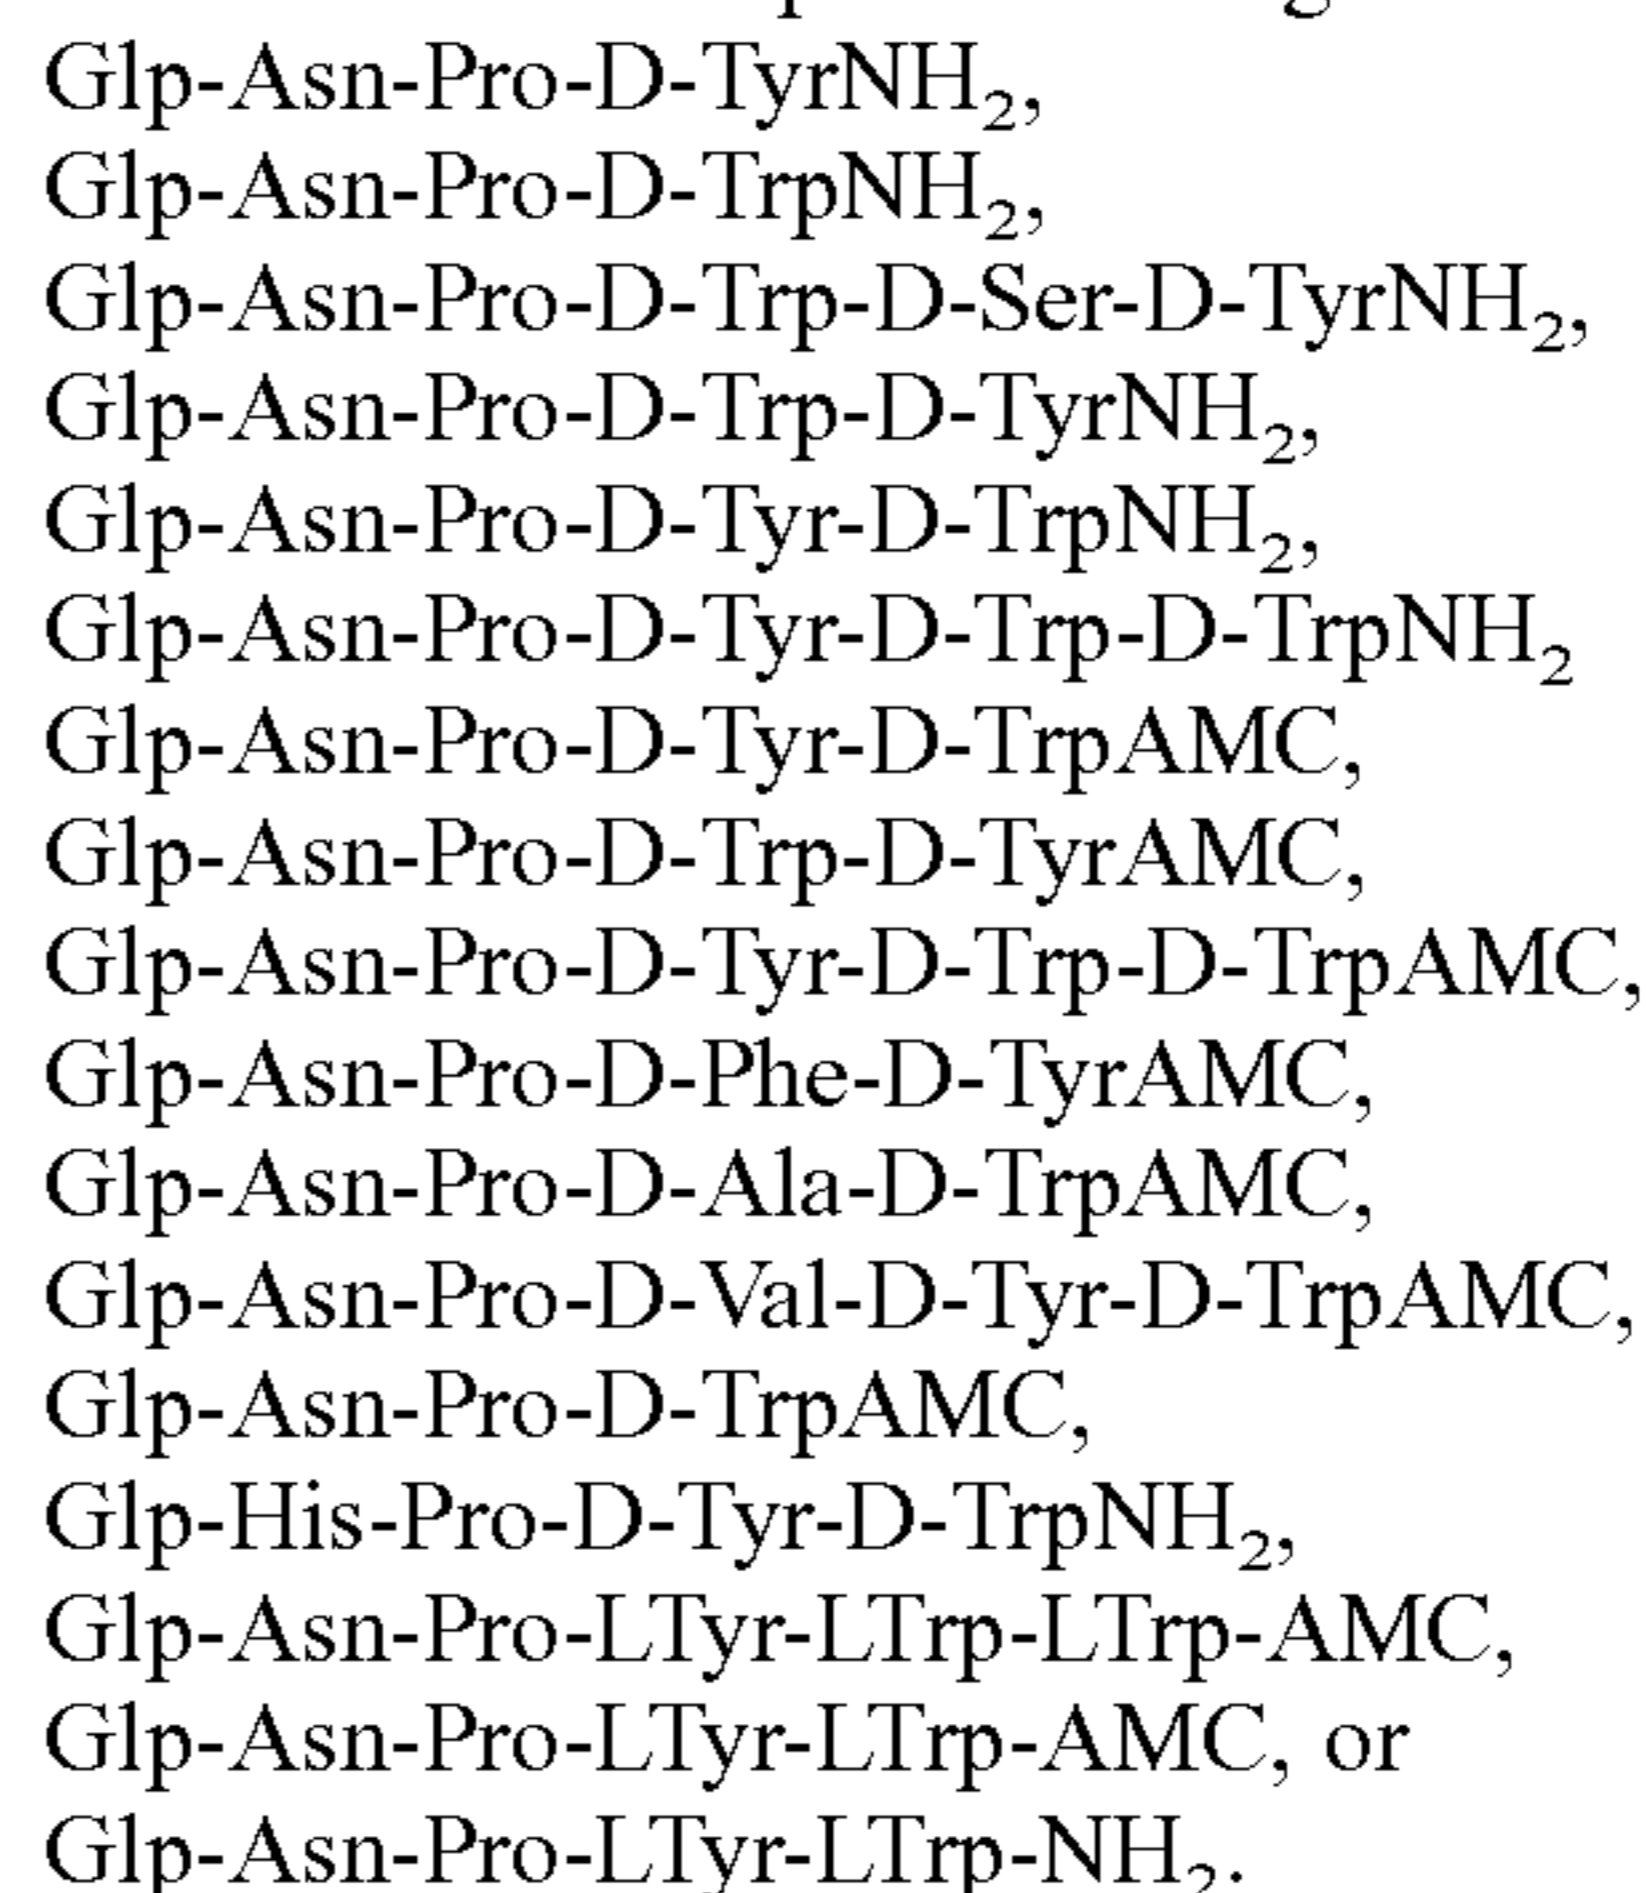 Glp-Asn-Pro-D-TyrNH₂,
Glp-Asn-Pro-D-TrpNH₂,
Glp-Asn-Pro-D-Trp-D-Ser-D-TyrNH₂,
Glp-Asn-Pro-D-Trp-D-TyrNH₂,
Glp-Asn-Pro-D-Tyr-D-TrpNH₂,
Glp-Asn-Pro-D-Tyr-D-Trp-D-TrpNH₂
Glp-Asn-Pro-D-Tyr-D-TrpAMC,
Glp-Asn-Pro-D-Trp-D-TyrAMC,
Glp-Asn-Pro-D-Tyr-D-Trp-D-TrpAMC,
Glp-Asn-Pro-D-Phe-D-TyrAMC,
Glp-Asn-Pro-D-Ala-D-TrpAMC,
Glp-Asn-Pro-D-Val-D-Tyr-D-TrpAMC,
Glp-Asn-Pro-D-TrpAMC,
Glp-His-Pro-D-Tyr-D-TrpNH₂,
Glp-Asn-Pro-LTyr-LTrp-LTrp-AMC,
Glp-Asn-Pro-LTyr-LTrp-AMC, or
Glp-Asn-Pro-LTyr-LTrp-NH₂.